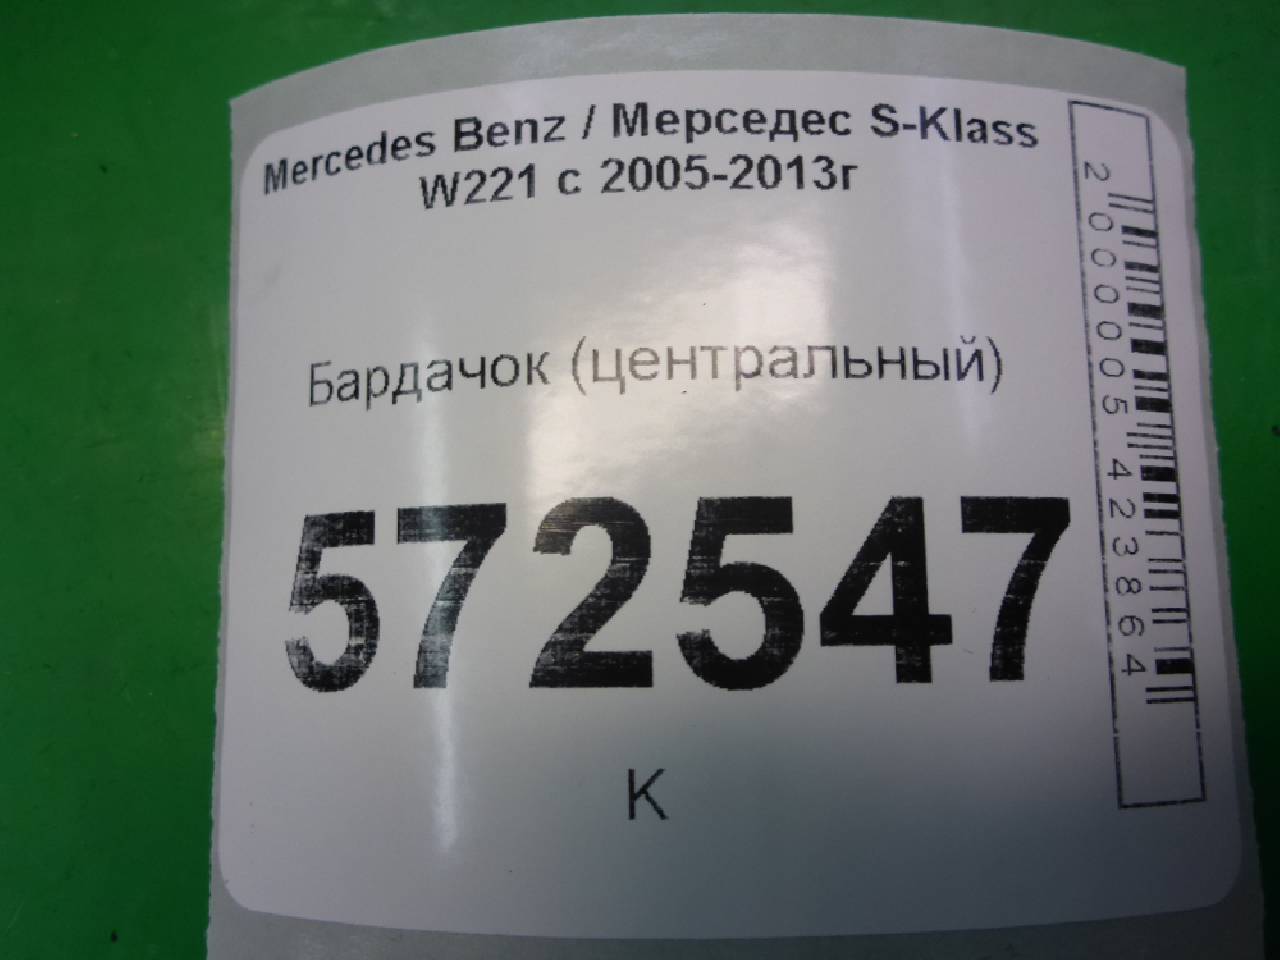 Mercedes Benz / Мерседес S-Klass
W221 с 2005-2013г
Бардачок (центральный)
572547
К
2000005423864